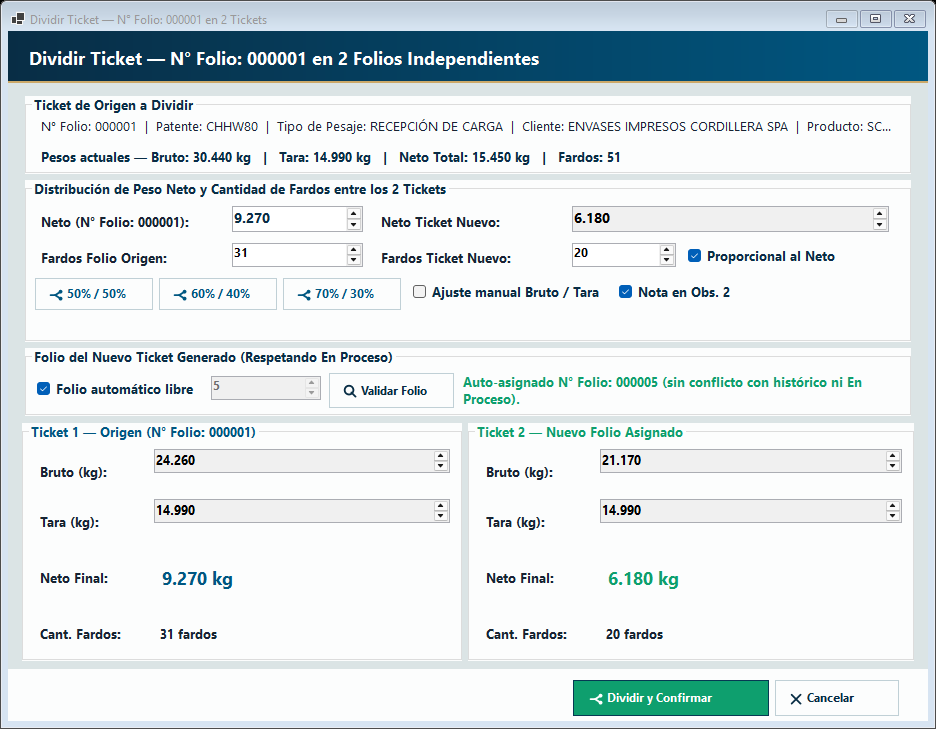 Dividir Ticket — N° Folio: 000001 en 2 Tickets
Dividir Ticket — N° Folio: 000001 en 2 Folios Independientes
Ticket de Origen a Dividir
N° Folio: 000001 | Patente: CHHW80 | Tipo de Pesaje: RECEPCIÓN DE CARGA | Cliente: ENVASES IMPRESOS CORDILLERA SPA | Producto: SC...
Pesos actuales — Bruto: 30.440 kg | Tara: 14.990 kg | Neto Total: 15.450 kg | Fardos: 51
Distribución de Peso Neto y Cantidad de Fardos entre los 2 Tickets
Neto (N° Folio: 000001): 9.270 Neto Ticket Nuevo: 6.180
Fardos Folio Origen: 31 Fardos Ticket Nuevo: 20 Proporcional al Neto
50% / 50% 60% / 40% 70% / 30% Ajuste manual Bruto / Tara Nota en Obs. 2
Folio del Nuevo Ticket Generado (Respetando En Proceso)
Folio automático libre 5 Validar Folio
Auto-asignado N° Folio: 000005 (sin conflicto con histórico ni En
Proceso).
Ticket 1 — Origen (N° Folio: 000001)
Bruto (kg): 24.260
Tara (kg): 14.990
Neto Final: 9.270 kg
Cant. Fardos: 31 fardos
Ticket 2 — Nuevo Folio Asignado
Bruto (kg): 21.170
Tara (kg): 14.990
Neto Final: 6.180 kg
Cant. Fardos: 20 fardos
Dividir y Confirmar Cancelar